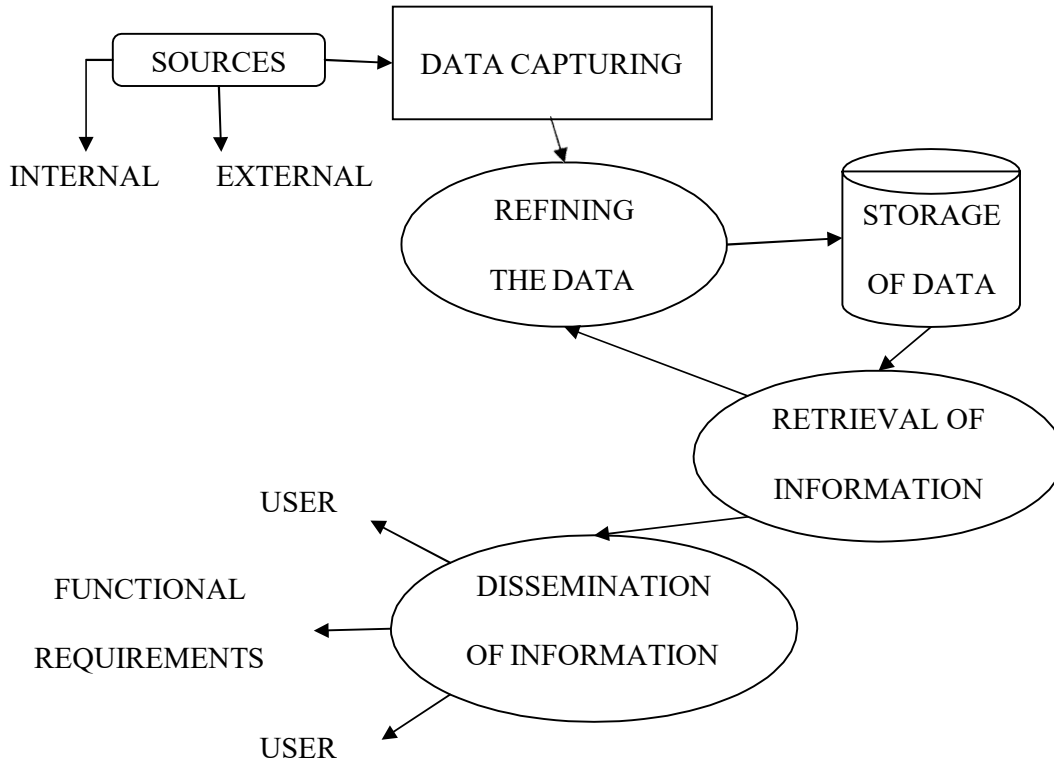 SOURCES
DATA CAPTURING
INTERNAL
EXTERNAL
REFINING
THE DATA
STORAGE
OF DATA
RETRIEVAL OF
INFORMATION
USER
DISSEMINATION
OF INFORMATION
FUNCTIONAL
REQUIREMENTS
USER